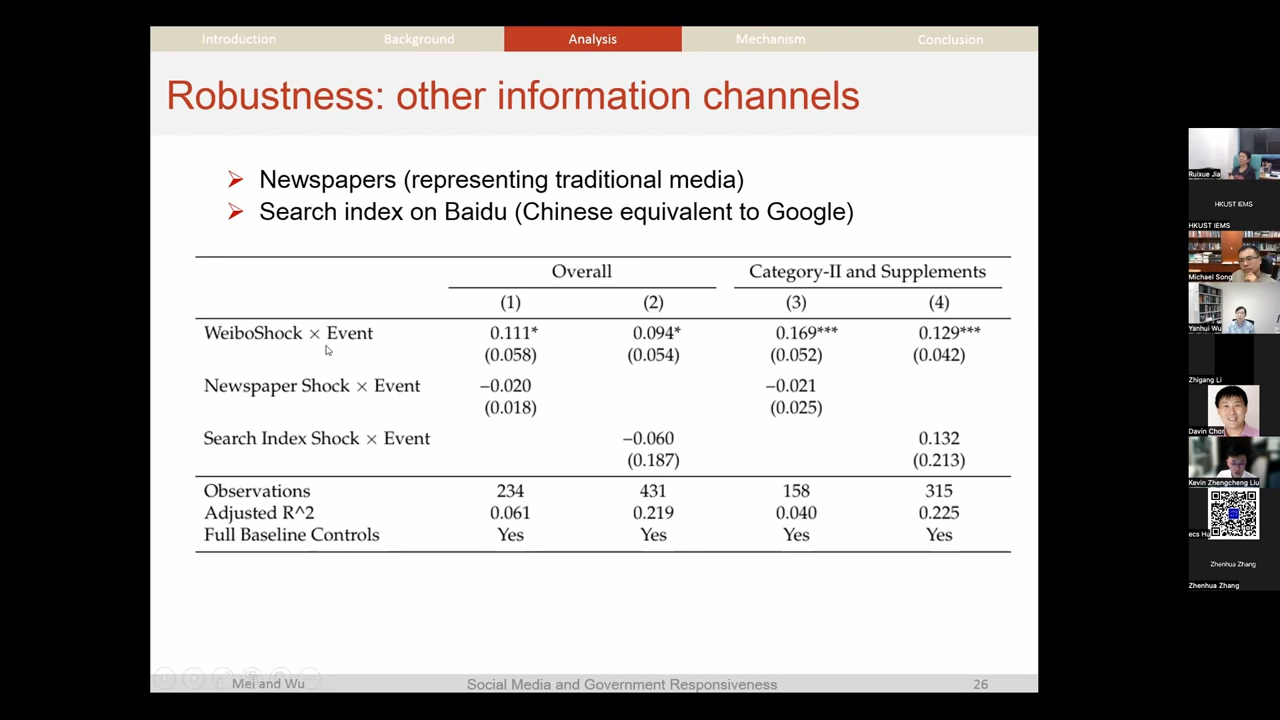 Introduction Background Analysis Mechanism Conclusion
Robustness: other information channels
Newspapers (representing traditional media)
Search index on Baidu (Chinese equivalent to Google)
Overall Category-II and Supplements
(1) (2) (3) (4)
WeiboShock × Event 0.111* 0.094* 0.169*** 0.129***
(0.058) (0.054) (0.052) (0.042)
Newspaper Shock × Event −0.020 −0.021
(0.018) (0.025)
Search Index Shock × Event −0.060 0.132
(0.187) (0.213)
Observations 234 431 158 315
Adjusted R^2 0.061 0.219 0.040 0.225
Full Baseline Controls Yes Yes Yes Yes
Mei and Wu Social Media and Government Responsiveness 26
Ruixue Jia
HKUST IEMS
HKUST IEMS
Michael Song
Yanhui Wu
Zhigang Li
Davin Chor
Kevin Zhengcheng Liu
Zhenhua Zhang
Zhenhua Zhang